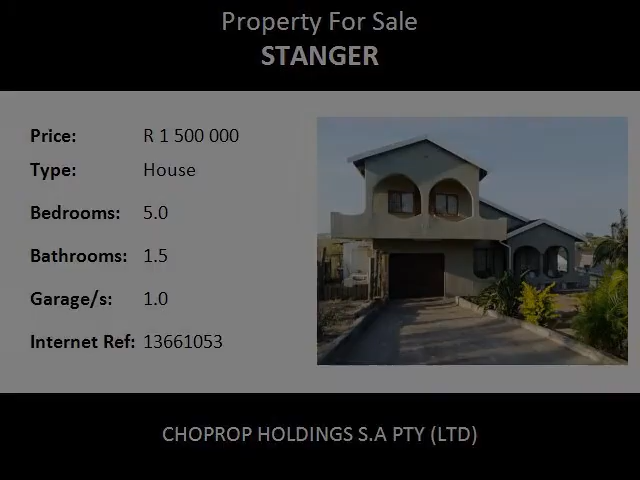 Property For Sale
STANGER
Price: R 1 500 000
Type: House
Bedrooms: 5.0
Bathrooms: 1.5
Garage/s: 1.0
Internet Ref: 13661053
CHOPROP HOLDINGS S.A PTY (LTD)